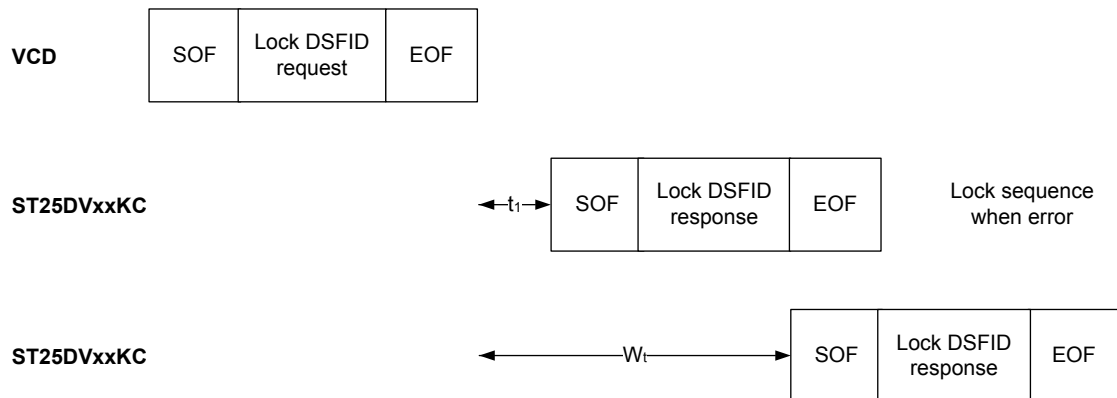 VCD
SOF
Lock DSFID
request
EOF
ST25DVxxKC
t1
SOF
Lock DSFID
response
EOF
Lock sequence
when error
ST25DVxxKC
Wt
SOF
Lock DSFID
response
EOF